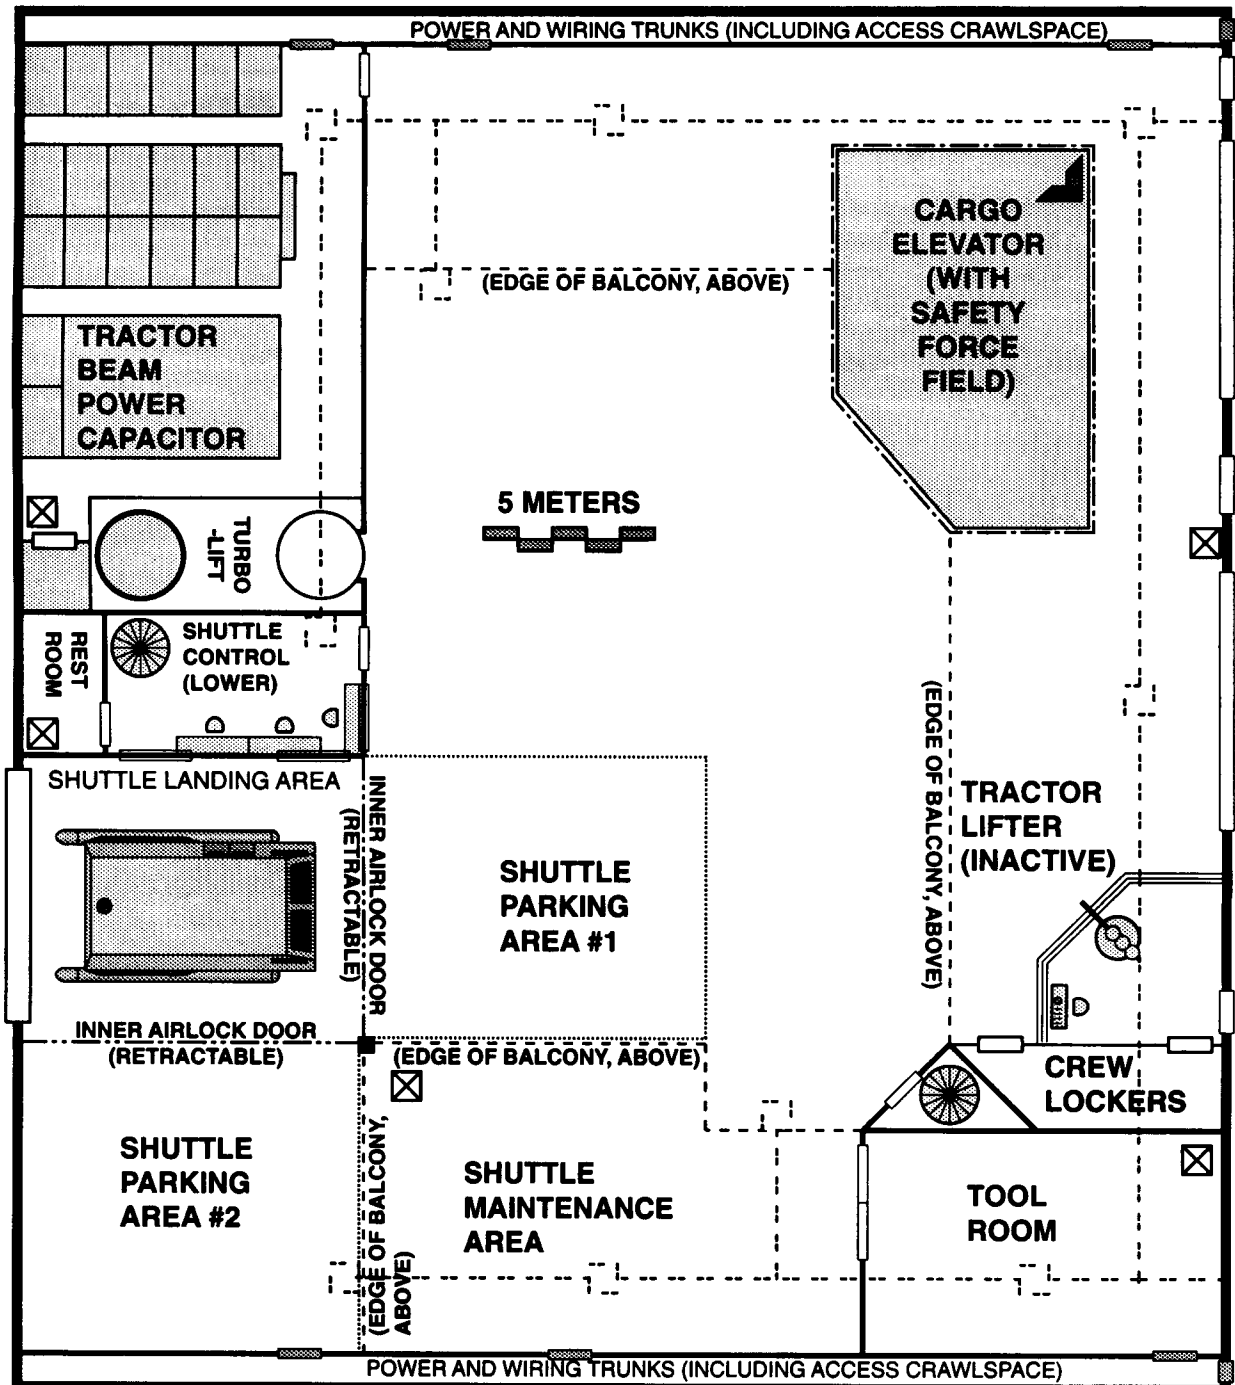 POWER AND WIRING TRUNKS (INCLUDING ACCESS CRAWLSPACE)
CARGO
ELEVATOR
(WITH
SAFETY
FORCE
FIELD)
(EDGE OF BALCONY, ABOVE)
TRACTOR
BEAM
POWER
CAPACITOR
5 METERS
TURBO
-LIFT
REST
ROOM
SHUTTLE
CONTROL
(LOWER)
(EDGE OF BALCONY, ABOVE)
SHUTTLE LANDING AREA
INNER AIRLOCK DOOR
(RETRACTABLE)
TRACTOR
LIFTER
(INACTIVE)
SHUTTLE
PARKING
AREA #1
INNER AIRLOCK DOOR
(RETRACTABLE)
(EDGE OF BALCONY, ABOVE)
CREW
LOCKERS
SHUTTLE
PARKING
AREA #2
(EDGE OF BALCONY,
ABOVE)
SHUTTLE
MAINTENANCE
AREA
TOOL
ROOM
POWER AND WIRING TRUNKS (INCLUDING ACCESS CRAWLSPACE)